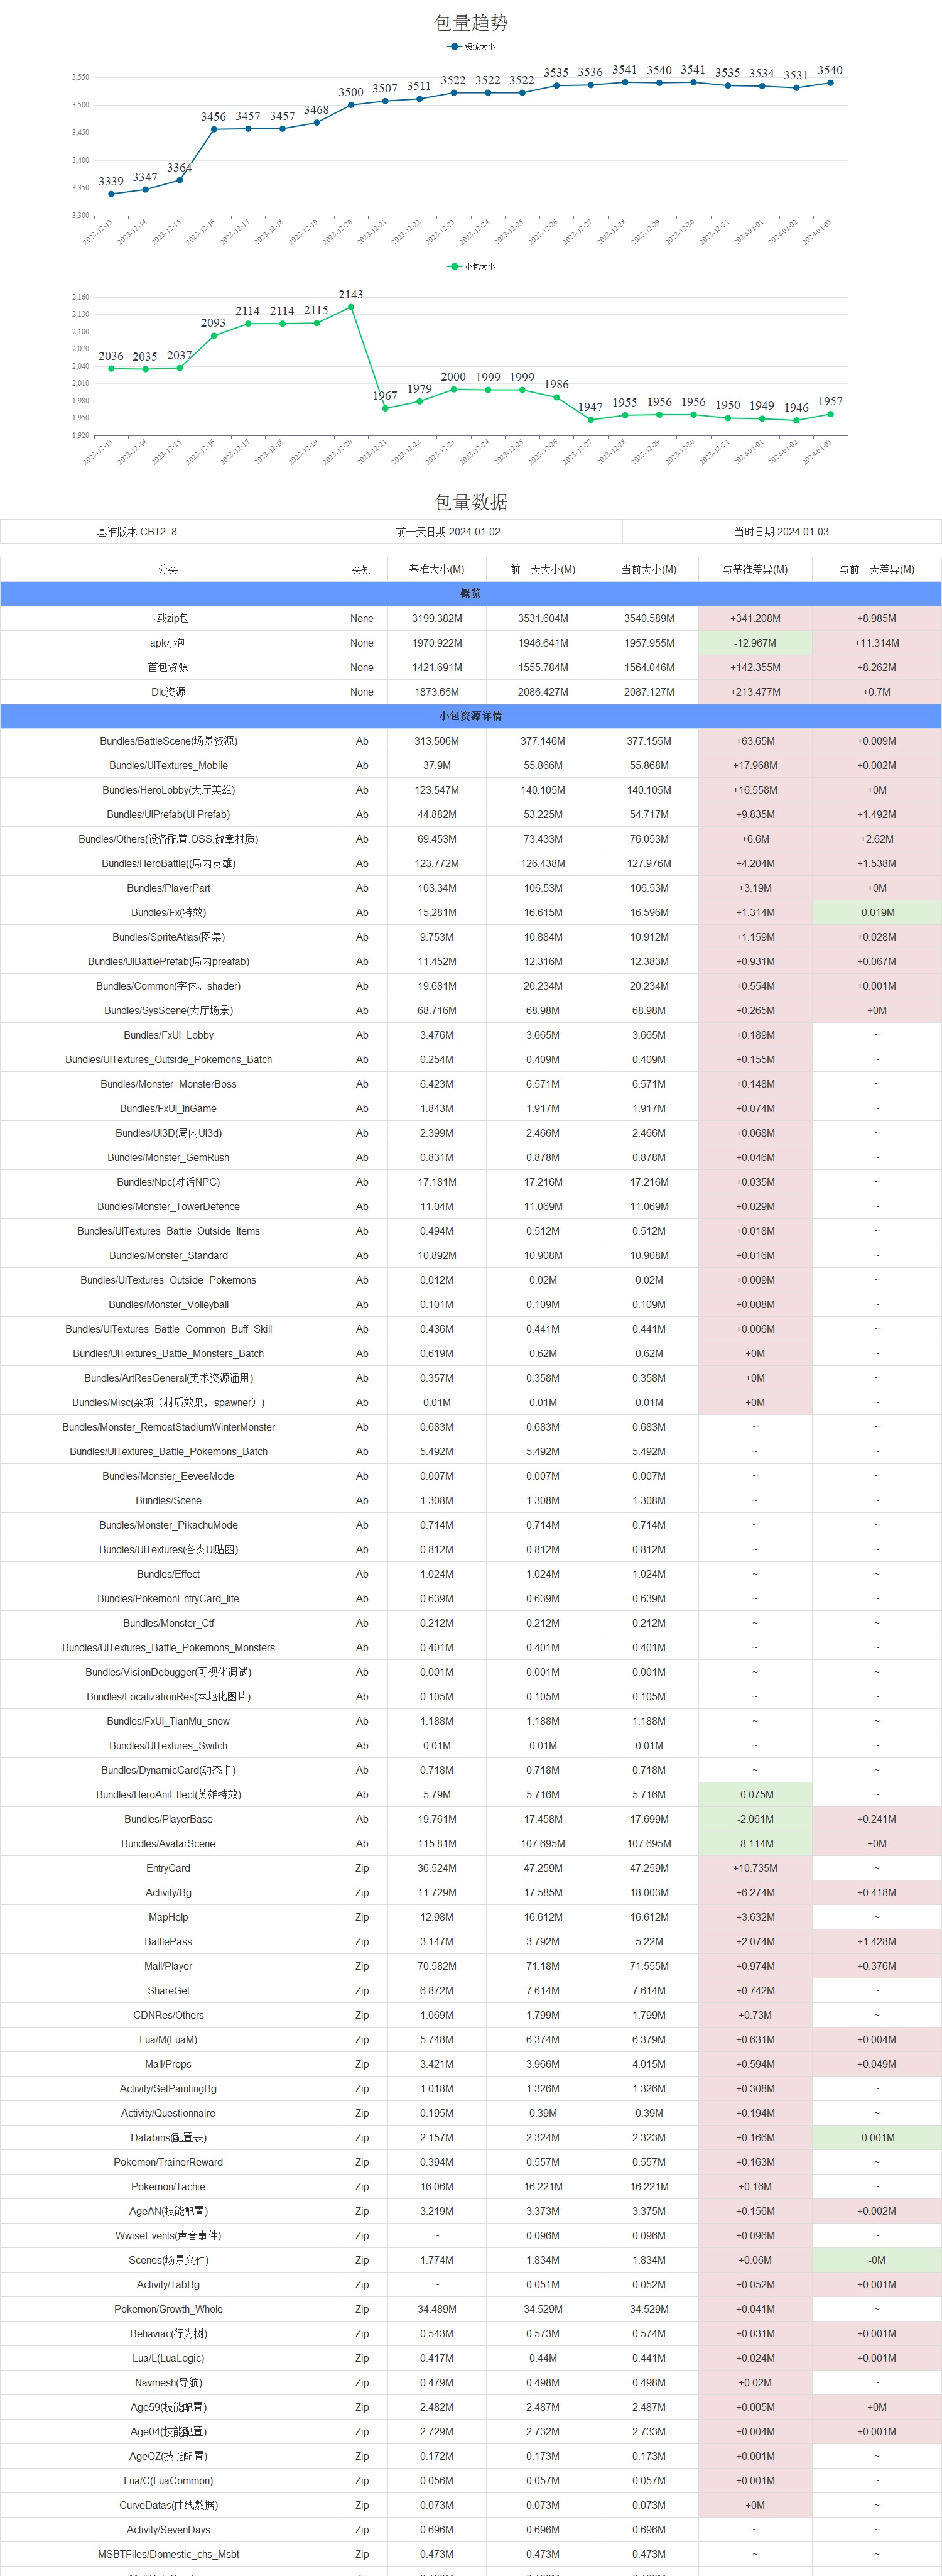 包量趋势
资源大小
3,550
3,500
3,450
3,400
3,350
3,300
3339 3347 3364 3456 3457 3457 3468 3500 3507 3511 3522 3522 3522 3535 3536 3541 3540 3541 3535 3534 3531 3540
2023-12-13 2023-12-14 2023-12-15 2023-12-16 2023-12-17 2023-12-18 2023-12-19 2023-12-20 2023-12-21 2023-12-22 2023-12-23 2023-12-24 2023-12-25 2023-12-26 2023-12-27 2023-12-28 2023-12-29 2023-12-30 2023-12-31 2024-01-01 2024-01-02 2024-01-03
小包大小
2,160
2,130
2,100
2,070
2,040
2,010
1,980
1,950
1,920
2036 2035 2037 2093 2114 2114 2115 2143 1967 1979 2000 1999 1999 1986 1947 1955 1956 1956 1950 1949 1946 1957
2023-12-13 2023-12-14 2023-12-15 2023-12-16 2023-12-17 2023-12-18 2023-12-19 2023-12-20 2023-12-21 2023-12-22 2023-12-23 2023-12-24 2023-12-25 2023-12-26 2023-12-27 2023-12-28 2023-12-29 2023-12-30 2023-12-31 2024-01-01 2024-01-02 2024-01-03
包量数据
基准版本:CBT2_8 前一天日期:2024-01-02 当时日期:2024-01-03
分类 类别 基准大小(M) 前一天大小(M) 当前大小(M) 与基准差异(M) 与前一天差异(M)
概览
下载zip包 None 3199.382M 3531.604M 3540.589M +341.208M +8.985M
apk小包 None 1970.922M 1946.641M 1957.955M -12.967M +11.314M
首包资源 None 1421.691M 1555.784M 1564.046M +142.355M +8.262M
Dlc资源 None 1873.65M 2086.427M 2087.127M +213.477M +0.7M
小包资源详情
Bundles/BattleScene(场景资源) Ab 313.506M 377.146M 377.155M +63.65M +0.009M
Bundles/UITextures_Mobile Ab 37.9M 55.866M 55.868M +17.968M +0.002M
Bundles/HeroLobby(大厅英雄) Ab 123.547M 140.105M 140.105M +16.558M +0M
Bundles/UIPrefab(UI Prefab) Ab 44.882M 53.225M 54.717M +9.835M +1.492M
Bundles/Others(设备配置,OSS,徽章材质) Ab 69.453M 73.433M 76.053M +6.6M +2.62M
Bundles/HeroBattle((局内英雄) Ab 123.772M 126.438M 127.976M +4.204M +1.538M
Bundles/PlayerPart Ab 103.34M 106.53M 106.53M +3.19M +0M
Bundles/Fx(特效) Ab 15.281M 16.615M 16.596M +1.314M -0.019M
Bundles/SpriteAtlas(图集) Ab 9.753M 10.884M 10.912M +1.159M +0.028M
Bundles/UIBattlePrefab(局内preafab) Ab 11.452M 12.316M 12.383M +0.931M +0.067M
Bundles/Common(字体、shader) Ab 19.681M 20.234M 20.234M +0.554M +0.001M
Bundles/SysScene(大厅场景) Ab 68.716M 68.98M 68.98M +0.265M +0M
Bundles/FxUI_Lobby Ab 3.476M 3.665M 3.665M +0.189M ~
Bundles/UITextures_Outside_Pokemons_Batch Ab 0.254M 0.409M 0.409M +0.155M ~
Bundles/Monster_MonsterBoss Ab 6.423M 6.571M 6.571M +0.148M ~
Bundles/FxUI_InGame Ab 1.843M 1.917M 1.917M +0.074M ~
Bundles/UI3D(局内UI3d) Ab 2.399M 2.466M 2.466M +0.068M ~
Bundles/Monster_GemRush Ab 0.831M 0.878M 0.878M +0.046M ~
Bundles/Npc(对话NPC) Ab 17.181M 17.216M 17.216M +0.035M ~
Bundles/Monster_TowerDefence Ab 11.04M 11.069M 11.069M +0.029M ~
Bundles/UITextures_Battle_Outside_Items Ab 0.494M 0.512M 0.512M +0.018M ~
Bundles/Monster_Standard Ab 10.892M 10.908M 10.908M +0.016M ~
Bundles/UITextures_Outside_Pokemons Ab 0.012M 0.02M 0.02M +0.009M ~
Bundles/Monster_Volleyball Ab 0.101M 0.109M 0.109M +0.008M ~
Bundles/UITextures_Battle_Common_Buff_Skill Ab 0.436M 0.441M 0.441M +0.006M ~
Bundles/UITextures_Battle_Monsters_Batch Ab 0.619M 0.62M 0.62M +0M ~
Bundles/ArtResGeneral(美术资源通用) Ab 0.357M 0.358M 0.358M +0M ~
Bundles/Misc(杂项（材质效果，spawner）) Ab 0.01M 0.01M 0.01M +0M ~
Bundles/Monster_RemoatStadiumWinterMonster Ab 0.683M 0.683M 0.683M ~ ~
Bundles/UITextures_Battle_Pokemons_Batch Ab 5.492M 5.492M 5.492M ~ ~
Bundles/Monster_EeveeMode Ab 0.007M 0.007M 0.007M ~ ~
Bundles/Scene Ab 1.308M 1.308M 1.308M ~ ~
Bundles/Monster_PikachuMode Ab 0.714M 0.714M 0.714M ~ ~
Bundles/UITextures(各类UI贴图) Ab 0.812M 0.812M 0.812M ~ ~
Bundles/Effect Ab 1.024M 1.024M 1.024M ~ ~
Bundles/PokemonEntryCard_lite Ab 0.639M 0.639M 0.639M ~ ~
Bundles/Monster_Ctf Ab 0.212M 0.212M 0.212M ~ ~
Bundles/UITextures_Battle_Pokemons_Monsters Ab 0.401M 0.401M 0.401M ~ ~
Bundles/VisionDebugger(可视化调试) Ab 0.001M 0.001M 0.001M ~ ~
Bundles/LocalizationRes(本地化图片) Ab 0.105M 0.105M 0.105M ~ ~
Bundles/FxUI_TianMu_snow Ab 1.188M 1.188M 1.188M ~ ~
Bundles/UITextures_Switch Ab 0.01M 0.01M 0.01M ~ ~
Bundles/DynamicCard(动态卡) Ab 0.718M 0.718M 0.718M ~ ~
Bundles/HeroAniEffect(英雄特效) Ab 5.79M 5.716M 5.716M -0.075M ~
Bundles/PlayerBase Ab 19.761M 17.458M 17.699M -2.061M +0.241M
Bundles/AvatarScene Ab 115.81M 107.695M 107.695M -8.114M +0M
EntryCard Zip 36.524M 47.259M 47.259M +10.735M ~
Activity/Bg Zip 11.729M 17.585M 18.003M +6.274M +0.418M
MapHelp Zip 12.98M 16.612M 16.612M +3.632M ~
BattlePass Zip 3.147M 3.792M 5.22M +2.074M +1.428M
Mall/Player Zip 70.582M 71.18M 71.555M +0.974M +0.376M
ShareGet Zip 6.872M 7.614M 7.614M +0.742M ~
CDNRes/Others Zip 1.069M 1.799M 1.799M +0.73M ~
Lua/M(LuaM) Zip 5.748M 6.374M 6.379M +0.631M +0.004M
Mall/Props Zip 3.421M 3.966M 4.015M +0.594M +0.049M
Activity/SetPaintingBg Zip 1.018M 1.326M 1.326M +0.308M ~
Activity/Questionnaire Zip 0.195M 0.39M 0.39M +0.194M ~
Databins(配置表) Zip 2.157M 2.324M 2.323M +0.166M -0.001M
Pokemon/TrainerReward Zip 0.394M 0.557M 0.557M +0.163M ~
Pokemon/Tachie Zip 16.06M 16.221M 16.221M +0.16M ~
AgeAN(技能配置) Zip 3.219M 3.373M 3.375M +0.156M +0.002M
WwiseEvents(声音事件) Zip ~ 0.096M 0.096M +0.096M ~
Scenes(场景文件) Zip 1.774M 1.834M 1.834M +0.06M -0M
Activity/TabBg Zip ~ 0.051M 0.052M +0.052M +0.001M
Pokemon/Growth_Whole Zip 34.489M 34.529M 34.529M +0.041M ~
Behaviac(行为树) Zip 0.543M 0.573M 0.574M +0.031M +0.001M
Lua/L(LuaLogic) Zip 0.417M 0.44M 0.441M +0.024M +0.001M
Navmesh(导航) Zip 0.479M 0.498M 0.498M +0.02M ~
Age59(技能配置) Zip 2.482M 2.487M 2.487M +0.005M +0M
Age04(技能配置) Zip 2.729M 2.732M 2.733M +0.004M +0.001M
AgeOZ(技能配置) Zip 0.172M 0.173M 0.173M +0.001M ~
Lua/C(LuaCommon) Zip 0.056M 0.057M 0.057M +0.001M ~
CurveDatas(曲线数据) Zip 0.073M 0.073M 0.073M +0M ~
Activity/SevenDays Zip 0.696M 0.696M 0.696M ~ ~
MSBTFiles/Domestic_chs_Msbt Zip 0.473M 0.473M 0.473M ~ ~